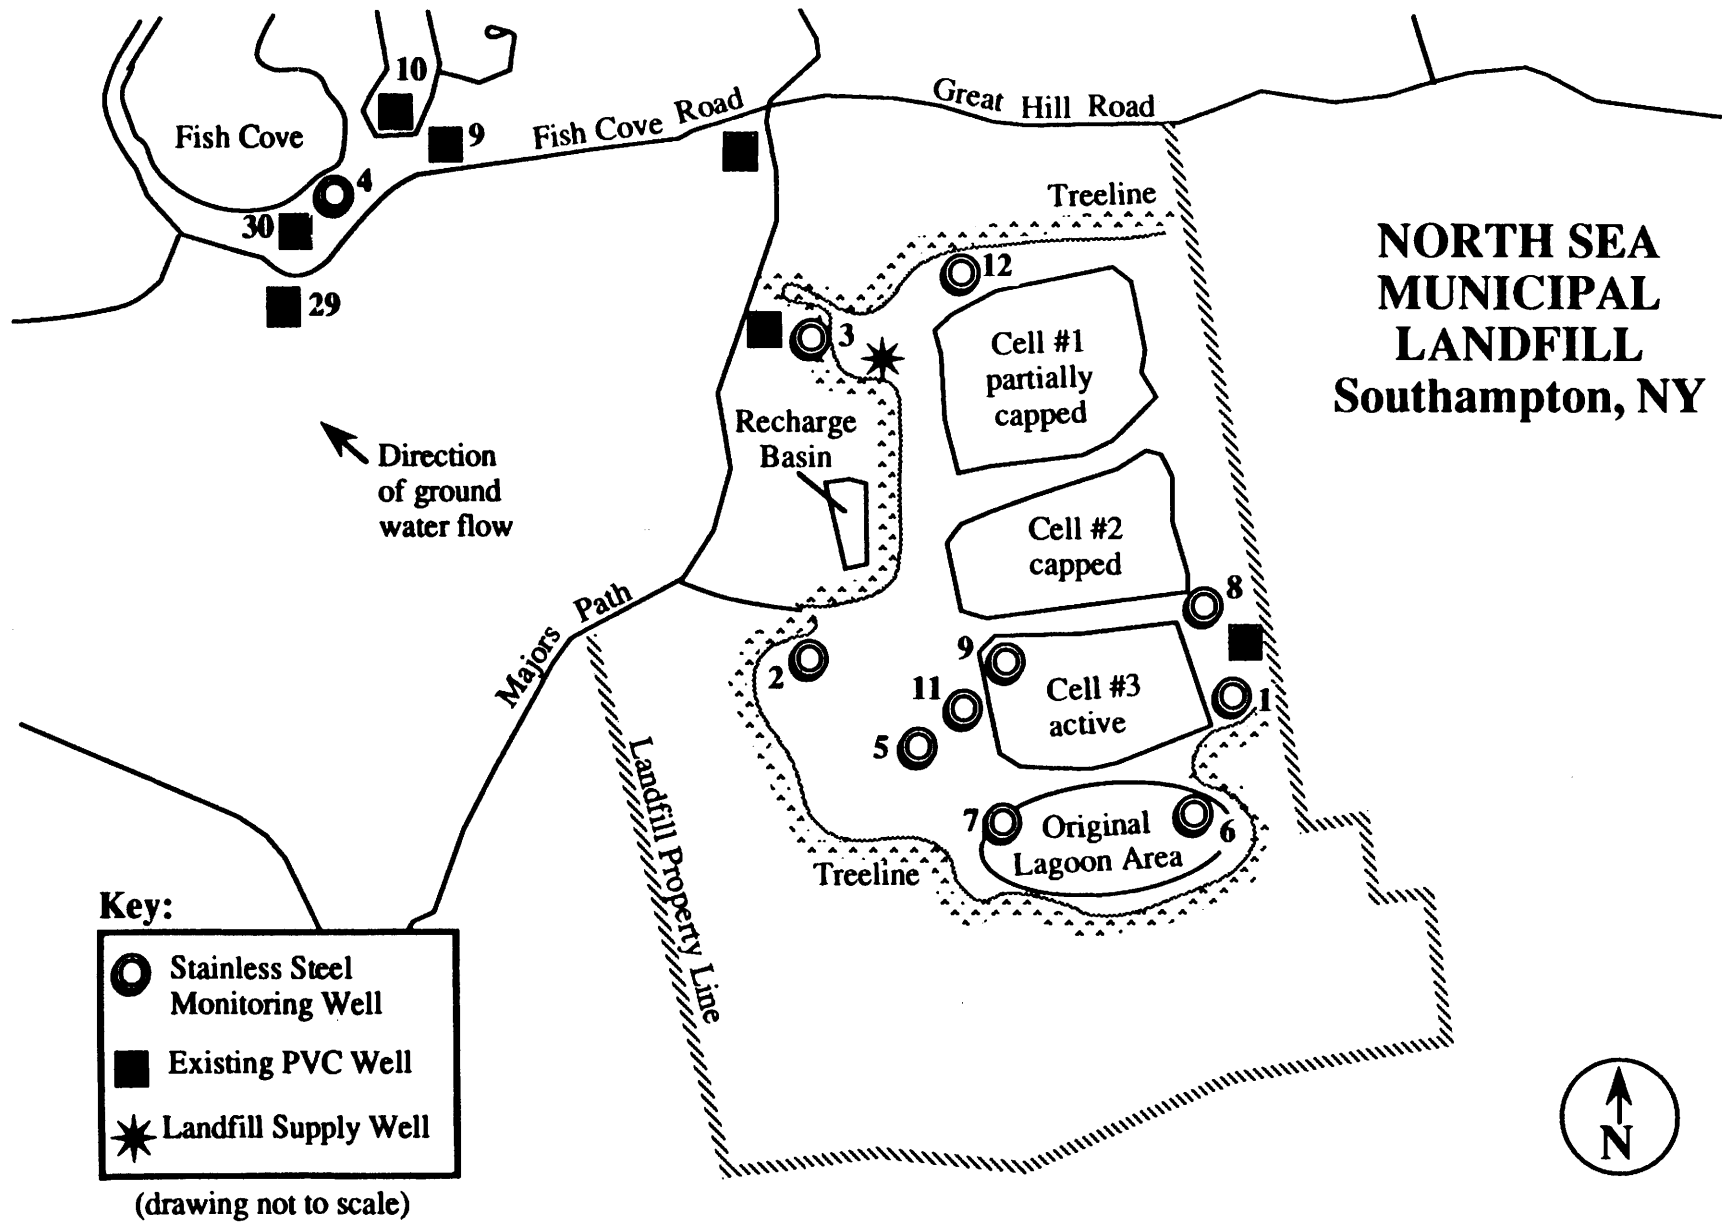 10
Fish Cove
9
Fish Cove Road
Great Hill Road
4
30
29
Treeline
12
3
NORTH SEA
MUNICIPAL
LANDFILL
Southampton, NY
Cell #1
partially
capped
Recharge
Basin
Direction
of ground
water flow
Cell #2
capped
8
Majors Path
9
2
11
Cell #3
active
1
5
Landfill Property Line
7
Original
Lagoon Area
6
Treeline
Key:
Stainless Steel
Monitoring Well
Existing PVC Well
Landfill Supply Well
(drawing not to scale)
N